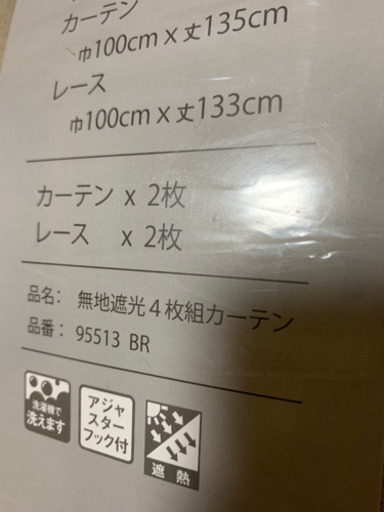 カーテン
巾100cm x 丈135cm
レース
巾100cm x 丈133cm
カーテン x 2枚
レース x 2枚
品名: 無地遮光4枚組カーテン
品番: 95513 BR
洗濯機で
洗えます
アジャ
スター
フック付
遮熱